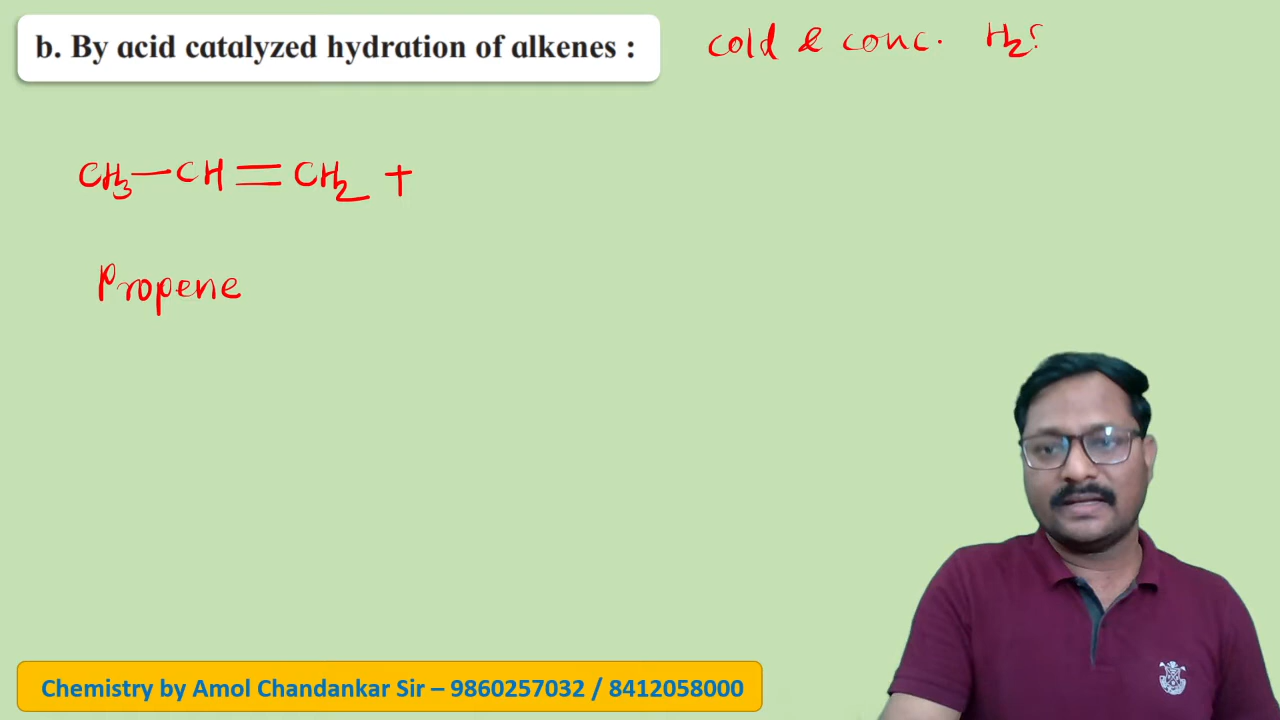 b. By acid catalyzed hydration of alkenes :
cold & conc. H₂S
CH₃—CH=CH₂ +
Propene
Chemistry by Amol Chandankar Sir – 9860257032 / 8412058000